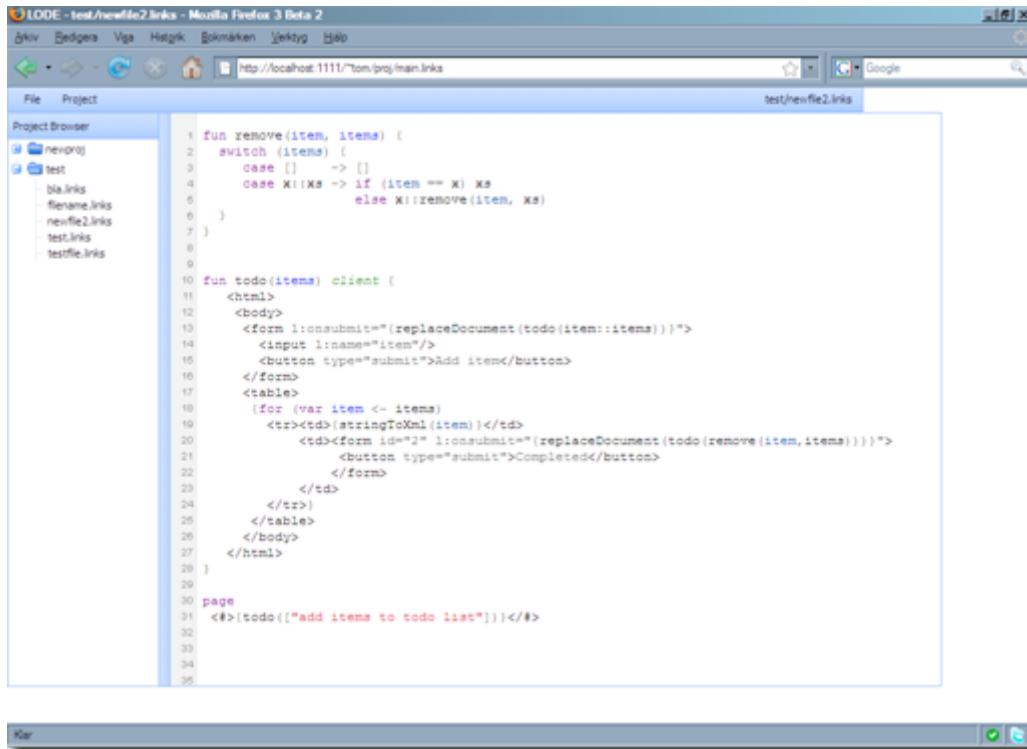 LODE - test/newfile2.links - Mozilla Firefox 3 Beta 2
Arkiv Redigera Visa Historik Bokmärken Verktyg Hjälp
http://localhost:1111/~tom/proj/main.links
Google
File Project
test/newfile2.links
Project Browser
newproj
test
bla.links
filename.links
newfile2.links
test.links
testfile.links
1 fun remove(item, items) {
2 switch (items) {
3 case [] -> []
4 case x::xs -> if (item == x) xs
5 else x::remove(item, xs)
6 }
7 }
8
9
10 fun todo(items) client {
11 <html>
12 <body>
13 <form l:onsubmit="{replaceDocument(todo(item::items))}">
14 <input l:name="item"/>
15 <button type="submit">Add item</button>
16 </form>
17 <table>
18 {for (var item <- items)
19 <tr><td>{stringToXml(item)}</td>
20 <td><form id="2" l:onsubmit="{replaceDocument(todo(remove(item,items)))}">
21 <button type="submit">Completed</button>
22 </form>
23 </td>
24 </tr>}
25 </table>
26 </body>
27 </html>
28 }
29
30 page
31 <#>{todo(["add items to todo list"])}</#>
32
33
34
35
Klar